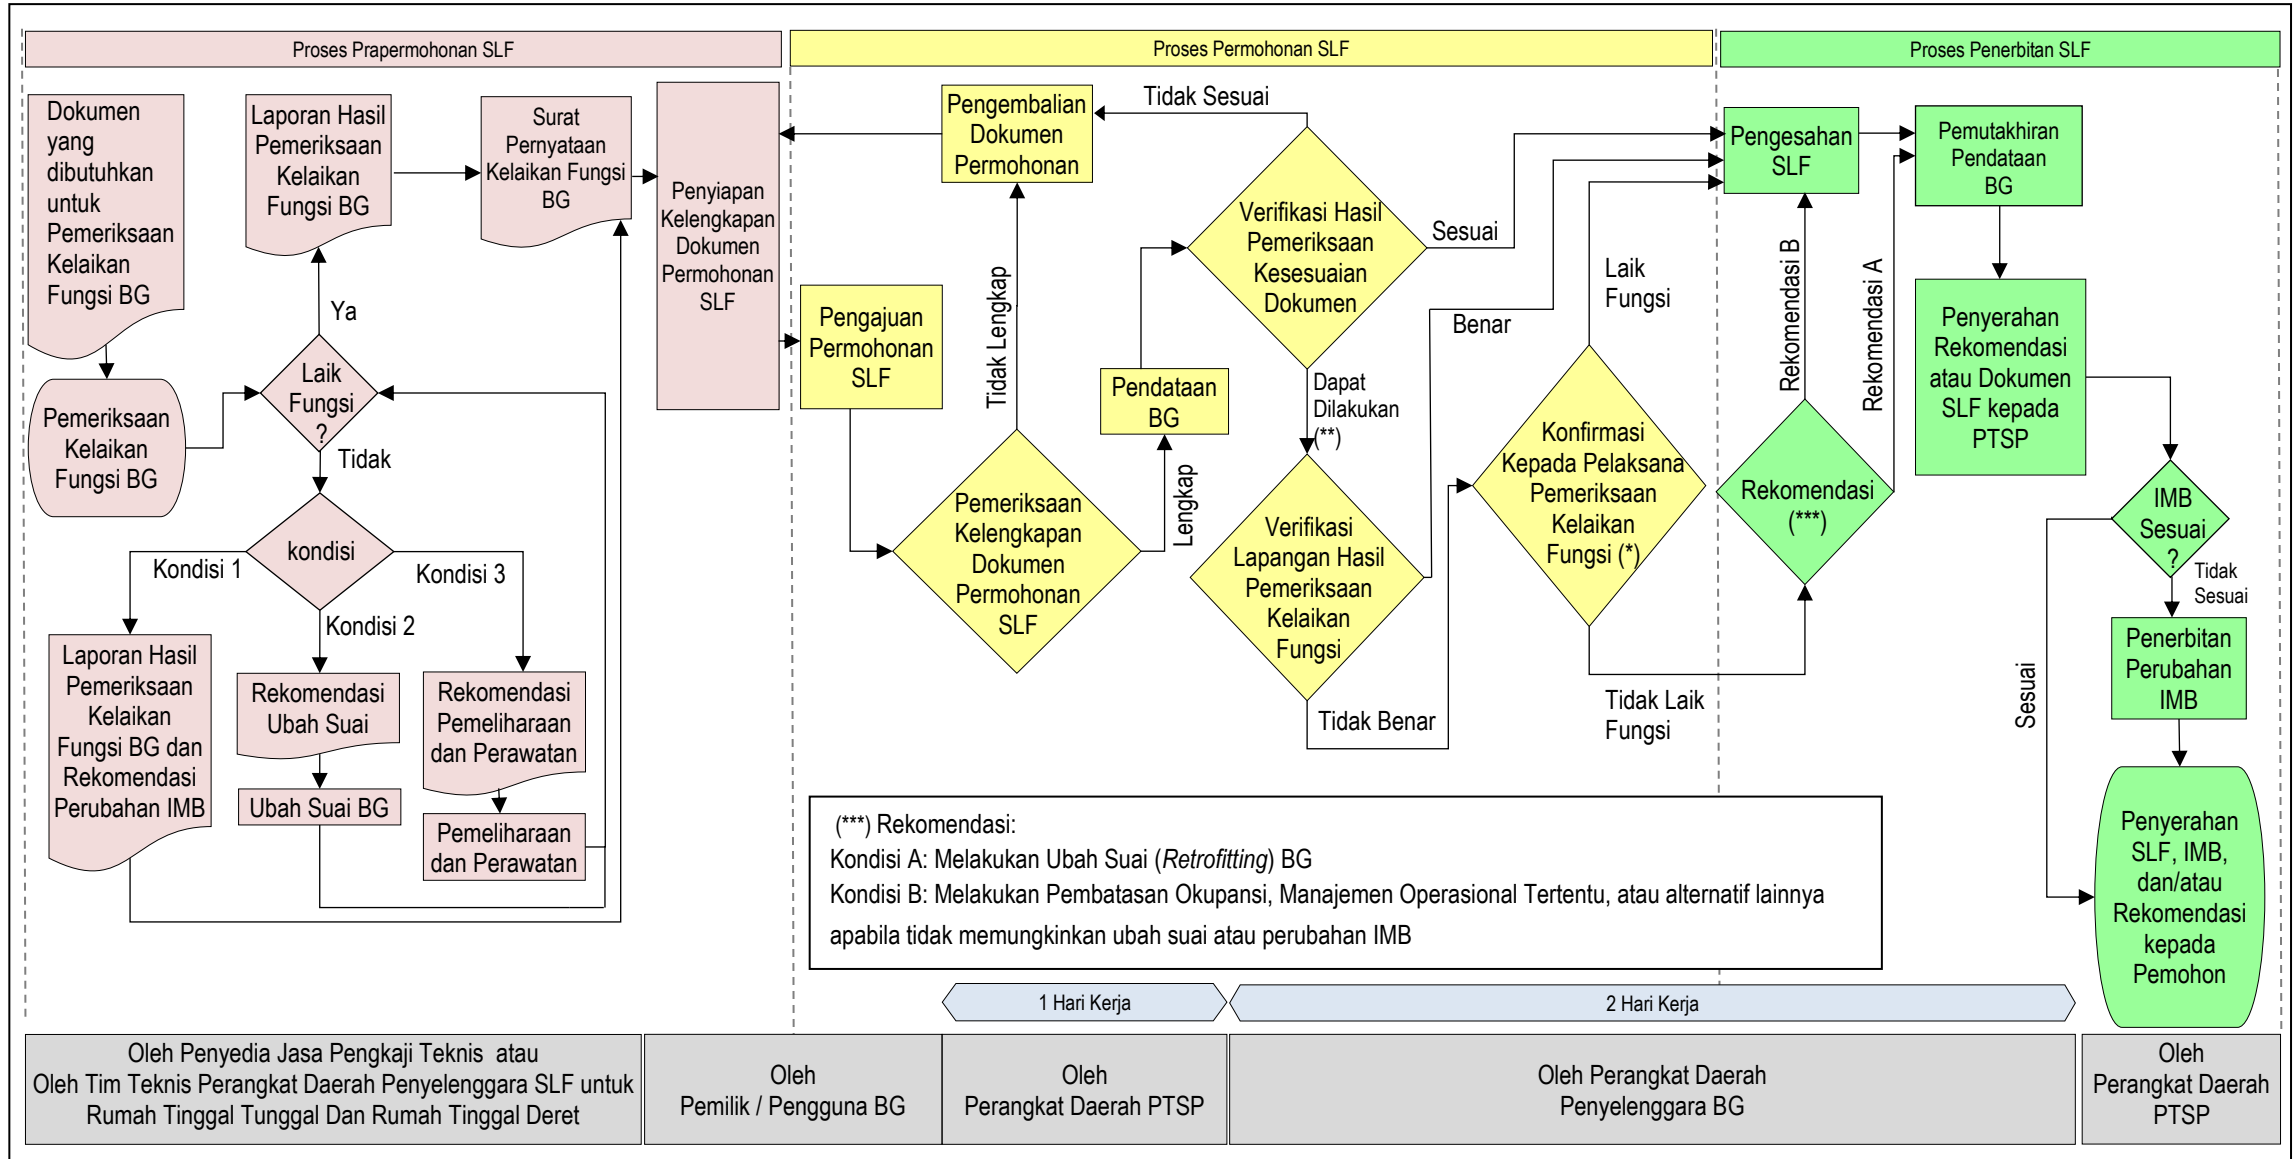 Proses Prapermohonan SLF
Proses Permohonan SLF
Proses Penerbitan SLF
Dokumen
yang
dibutuhkan
untuk
Pemeriksaan
Kelaikan
Fungsi BG
Laporan Hasil
Pemeriksaan
Kelaikan
Fungsi BG
Surat
Pernyataan
Kelaikan Fungsi
BG
Penyiapan
Kelengkapan
Dokumen
Permohonan
SLF
Ya
Laik
Fungsi
?
Pemeriksaan
Kelaikan
Fungsi BG
Tidak
kondisi
Kondisi 1
Kondisi 3
Kondisi 2
Laporan Hasil
Pemeriksaan
Kelaikan
Fungsi BG dan
Rekomendasi
Perubahan IMB
Rekomendasi
Ubah Suai
Ubah Suai BG
Rekomendasi
Pemeliharaan
dan Perawatan
Pemeliharaan
dan Perawatan
Pengembalian
Dokumen
Permohonan
Tidak Sesuai
Pengajuan
Permohonan
SLF
Tidak Lengkap
Pendataan
BG
Lengkap
Pemeriksaan
Kelengkapan
Dokumen
Permohonan
SLF
Verifikasi Hasil
Pemeriksaan
Kesesuaian
Dokumen
Sesuai
Dapat
Dilakukan
(**)
Benar
Verifikasi
Lapangan Hasil
Pemeriksaan
Kelaikan
Fungsi
Tidak Benar
Laik
Fungsi
Konfirmasi
Kepada Pelaksana
Pemeriksaan
Kelaikan
Fungsi (*)
Tidak Laik
Fungsi
Pengesahan
SLF
Rekomendasi B
Rekomendasi A
Rekomendasi
(***)
Pemutakhiran
Pendataan
BG
Penyerahan
Rekomendasi
atau Dokumen
SLF kepada
PTSP
IMB
Sesuai
?
Tidak
Sesuai
Sesuai
Penerbitan
Perubahan
IMB
Penyerahan
SLF, IMB,
dan/atau
Rekomendasi
kepada
Pemohon
(***) Rekomendasi:
Kondisi A: Melakukan Ubah Suai (Retrofitting) BG
Kondisi B: Melakukan Pembatasan Okupansi, Manajemen Operasional Tertentu, atau alternatif lainnya
apabila tidak memungkinkan ubah suai atau perubahan IMB
1 Hari Kerja
2 Hari Kerja
Oleh Penyedia Jasa Pengkaji Teknis atau
Oleh Tim Teknis Perangkat Daerah Penyelenggara SLF untuk
Rumah Tinggal Tunggal Dan Rumah Tinggal Deret
Oleh
Pemilik / Pengguna BG
Oleh
Perangkat Daerah PTSP
Oleh Perangkat Daerah
Penyelenggara BG
Oleh
Perangkat Daerah
PTSP